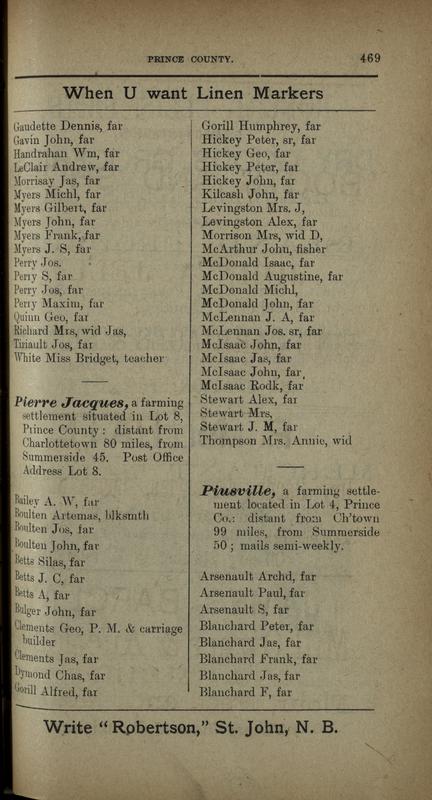 PRINCE COUNTY. 469
When U want Linen Markers
Gaudette Dennis, far
Gavin John, far
Handrahan Wm, far
LeClair Andrew, far
Morrisay Jas, far
Myers Michl, far
Myers Gilbert, far
Myers John, far
Myers Frank, far
Myers J. S, far
Perry Jos.
Perry S, far
Perry Jos, far
Perry Maxim, far
Quinn Geo, far
Richard Mrs, wid Jas,
Tiriault Jos, far
White Miss Bridget, teacher
Pierre Jacques, a farming
settlement situated in Lot 8,
Prince County : distant from
Charlottetown 80 miles, from
Summerside 45. Post Office
Address Lot 8.
Bailey A. W, far
Boulten Artemas, blksmth
Boulten Jos, far
Boulten John, far
Betts Silas, far
Betts J. C, far
Betts A, far
Bulger John, far
Clements Geo, P. M. & carriage
builder
Clements Jas, far
Dymond Chas, far
Gorill Alfred, far
Gorill Humphrey, far
Hickey Peter, sr, far
Hickey Geo, far
Hickey Peter, far
Hickey John, far
Kilcash John, far
Levingston Mrs. J,
Levingston Alex, far
Morrison Mrs, wid D,
McArthur John, fisher
McDonald Isaac, far
McDonald Augustine, far
McDonald Michl,
McDonald John, far
McLennan J. A, far
McLennan Jos. sr, far
McIsaac John, far
McIsaac Jas, far
McIsaac John, far
McIsaac Rodk, far
Stewart Alex, far
Stewart Mrs,
Stewart J. M, far
Thompson Mrs. Annie, wid
Piusville, a farming settle-
ment located in Lot 4, Prince
Co.: distant from Ch'town
99 miles, from Summerside
50 ; mails semi-weekly.
Arsenault Archd, far
Arsenault Paul, far
Arsenault S, far
Blanchard Peter, far
Blanchard Jas, far
Blanchard Frank, far
Blanchard Jas, far
Blanchard F, far
Write "Robertson," St. John, N. B.